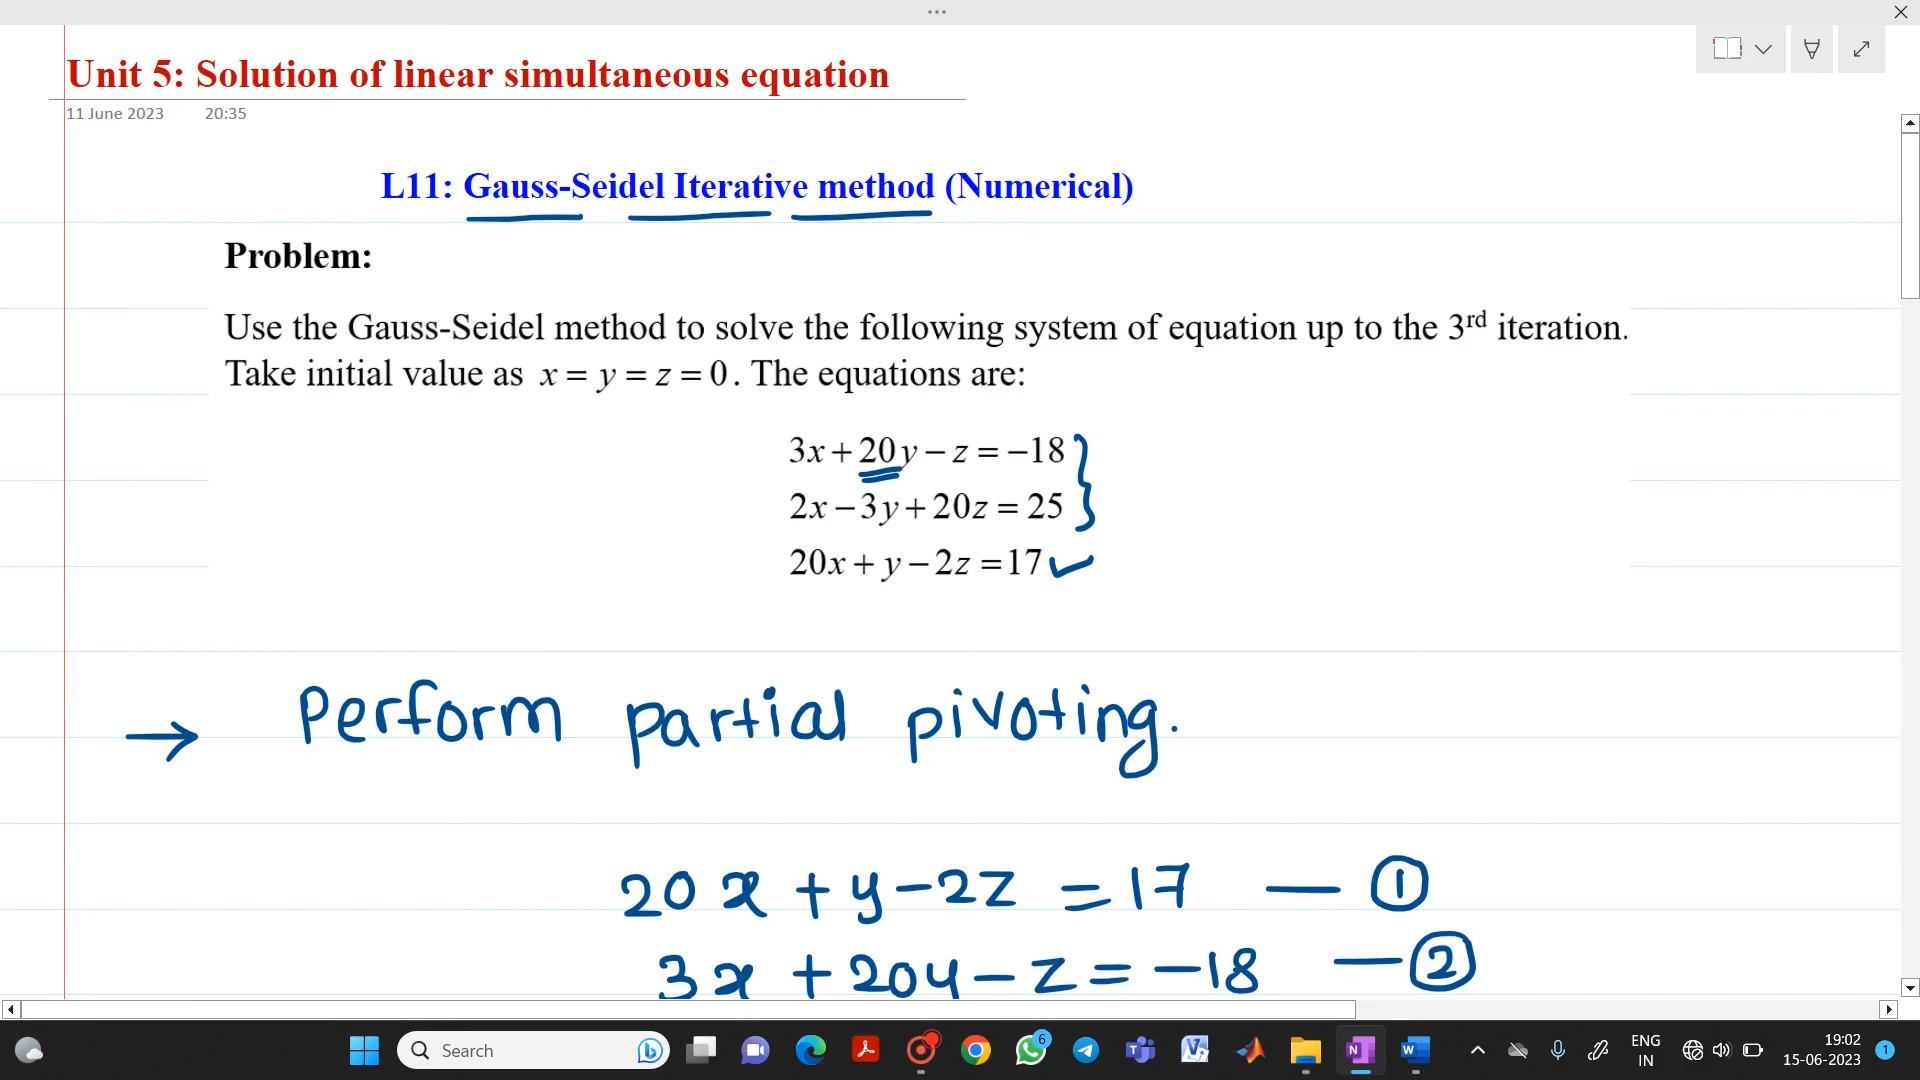 Unit 5: Solution of linear simultaneous equation
11 June 2023 20:35
L11: Gauss-Seidel Iterative method (Numerical)
Problem:
Use the Gauss-Seidel method to solve the following system of equation up to the 3rd iteration.
Take initial value as x = y = z = 0. The equations are:
3x + 20y − z = −18
2x − 3y + 20z = 25
20x + y − 2z = 17
→ Perform partial pivoting.
20x + y − 2z = 17 — ①
3x + 20y − z = −18 — ②
Search
6
N
W
ENG
IN
19:02
15-06-2023
1